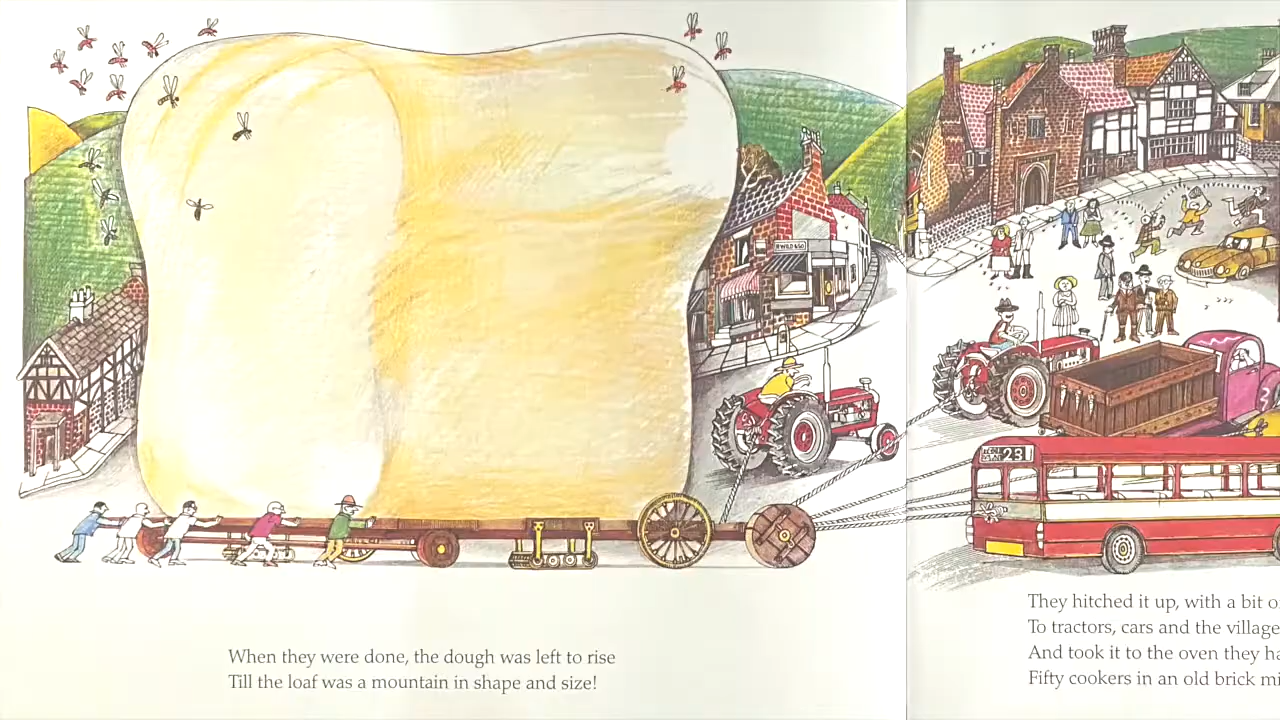 R WILD & CO
23
When they were done, the dough was left to rise
Till the loaf was a mountain in shape and size!
They hitched it up, with a bit o
To tractors, cars and the village
And took it to the oven they ha
Fifty cookers in an old brick mi